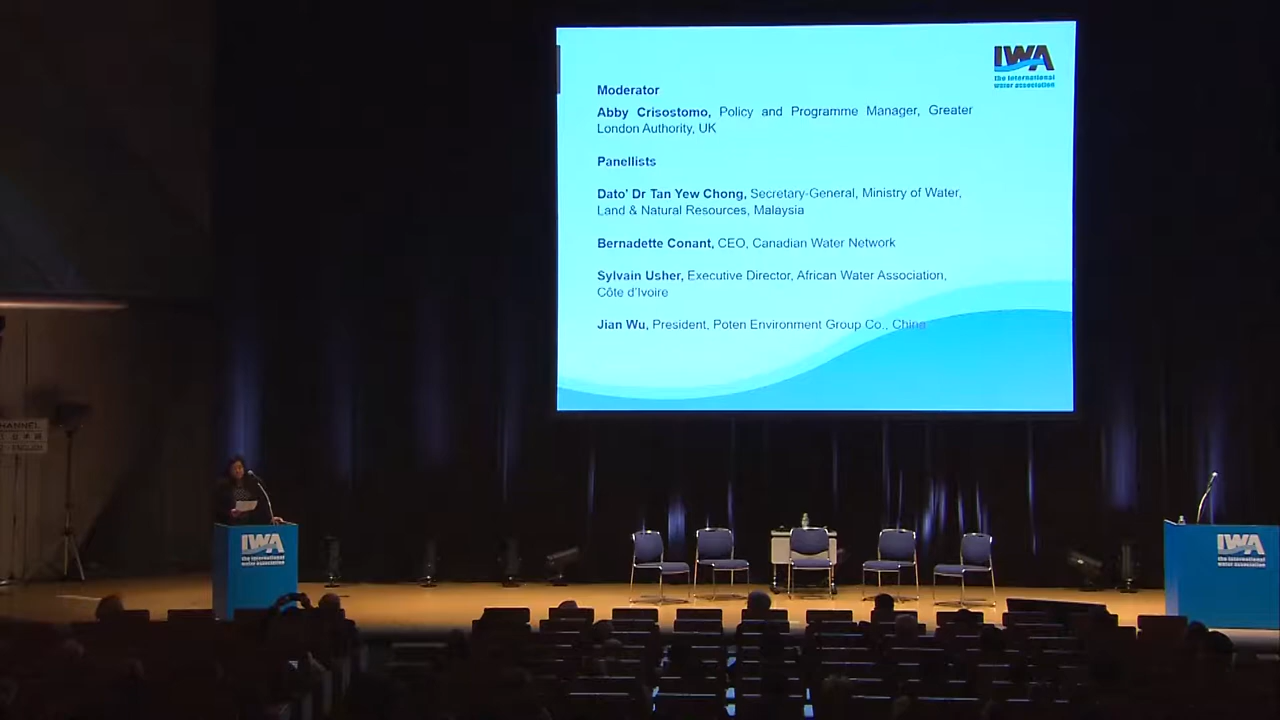 IWA
the international
water association
Moderator
Abby Crisostomo, Policy and Programme Manager, Greater
London Authority, UK
Panellists
Dato' Dr Tan Yew Chong, Secretary-General, Ministry of Water,
Land & Natural Resources, Malaysia
Bernadette Conant, CEO, Canadian Water Network
Sylvain Usher, Executive Director, African Water Association,
Côte d'Ivoire
Jian Wu, President, Poten Environment Group Co., China
HANNEL
ENGLISH
IWA
the international
water association
IWA
the international
water association